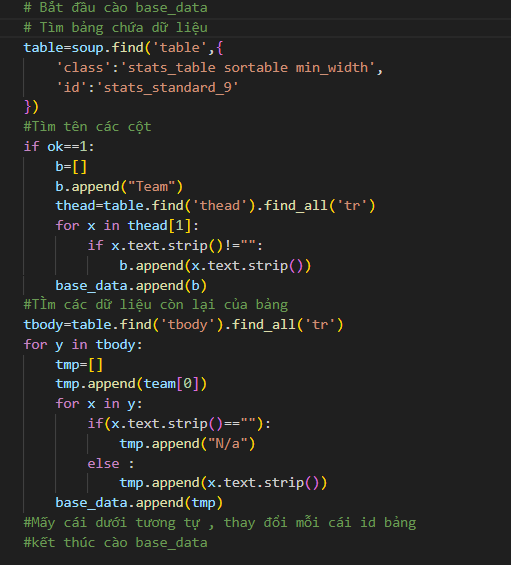 # Bắt đầu cào base_data
# Tìm bảng chứa dữ liệu
table=soup.find('table',{
    'class':'stats_table sortable min_width',
    'id':'stats_standard_9'
})
#Tìm tên các cột
if ok==1:
    b=[]
    b.append("Team")
    thead=table.find('thead').find_all('tr')
    for x in thead[1]:
        if x.text.strip()!="":
            b.append(x.text.strip())
    base_data.append(b)
#TÌm các dữ liệu còn lại của bảng
tbody=table.find('tbody').find_all('tr')
for y in tbody:
    tmp=[]
    tmp.append(team[0])
    for x in y:
        if(x.text.strip()==""):
            tmp.append("N/a")
        else :
            tmp.append(x.text.strip())
    base_data.append(tmp)
#Mấy cái dưới tương tự , thay đổi mỗi cái id bảng
#kết thúc cào base_data